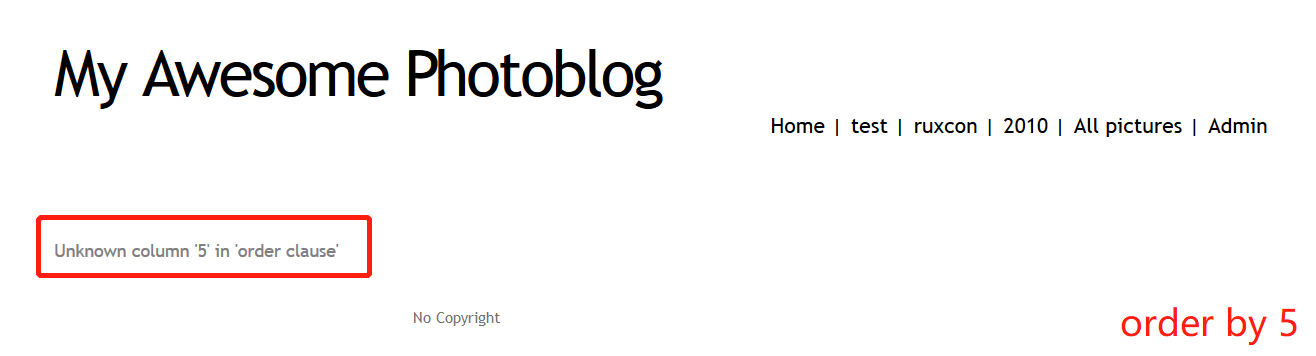 My Awesome Photoblog
Home | test | ruxcon | 2010 | All pictures | Admin
Unknown column '5' in 'order clause'
No Copyright
order by 5